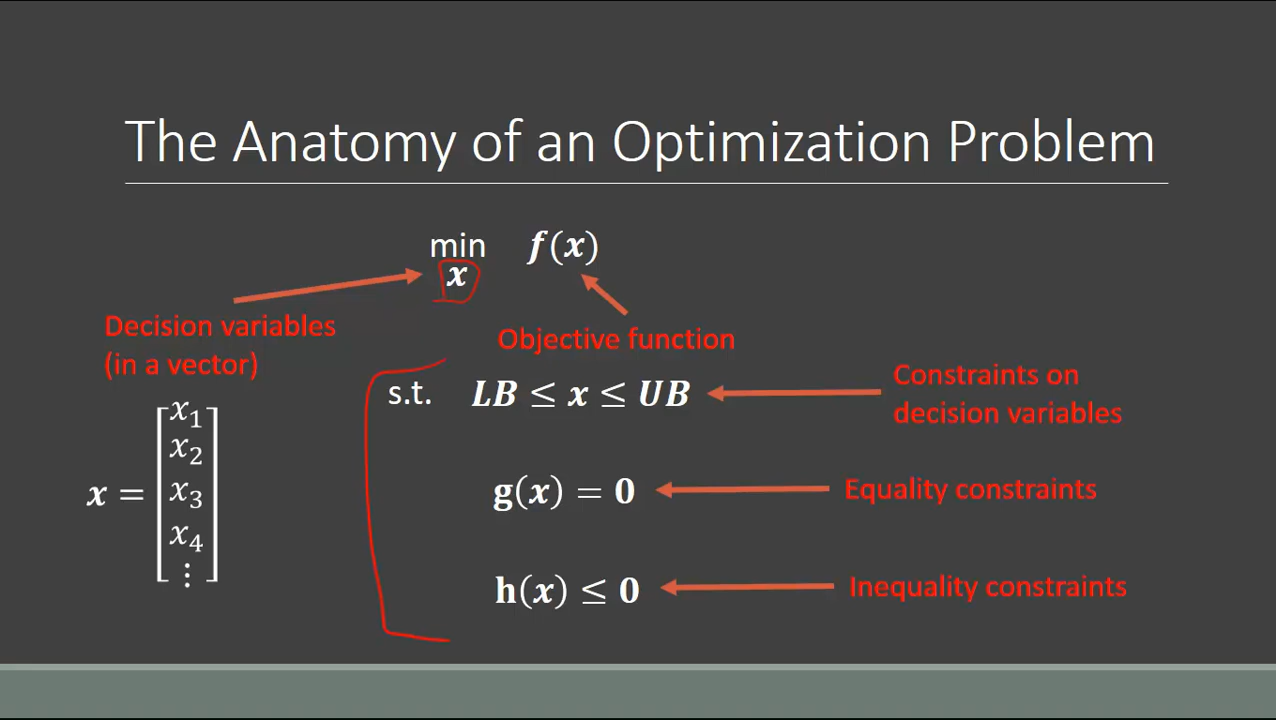 The Anatomy of an Optimization Problem
min f(x)
x
Decision variables
(in a vector)
Objective function
s.t. LB ≤ x ≤ UB
Constraints on
decision variables
x = [x₁
x₂
x₃
x₄
⋮]
g(x) = 0
Equality constraints
h(x) ≤ 0
Inequality constraints